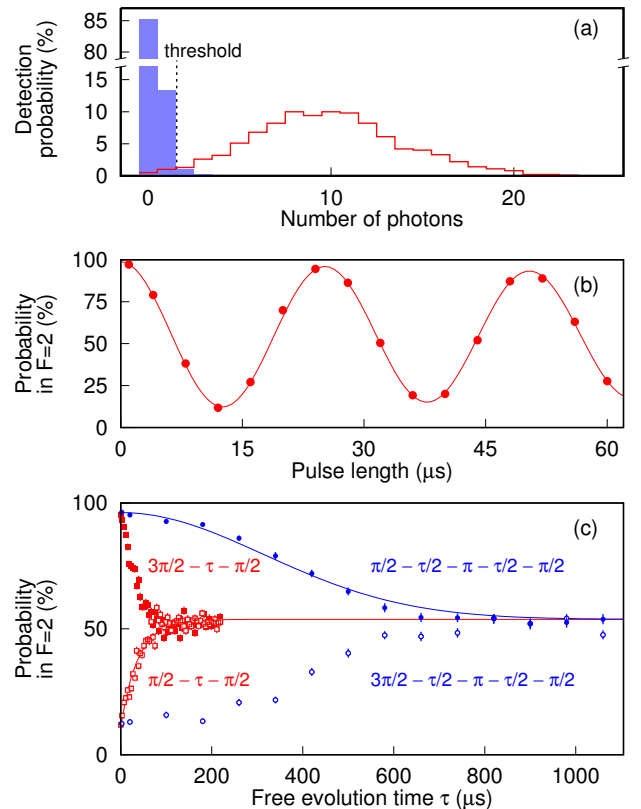 (a)
threshold
Detection
probability (%)
85
80
15
10
5
0
0
10
20
Number of photons
(b)
Probability
in F=2 (%)
100
75
50
25
0
0
15
30
45
60
Pulse length (μs)
(c)
Probability
in F=2 (%)
100
50
0
3π/2 − τ − π/2
π/2 − τ/2 − π − τ/2 − π/2
π/2 − τ − π/2
3π/2 − τ/2 − π − τ/2 − π/2
0
200
400
600
800
1000
Free evolution time τ (μs)